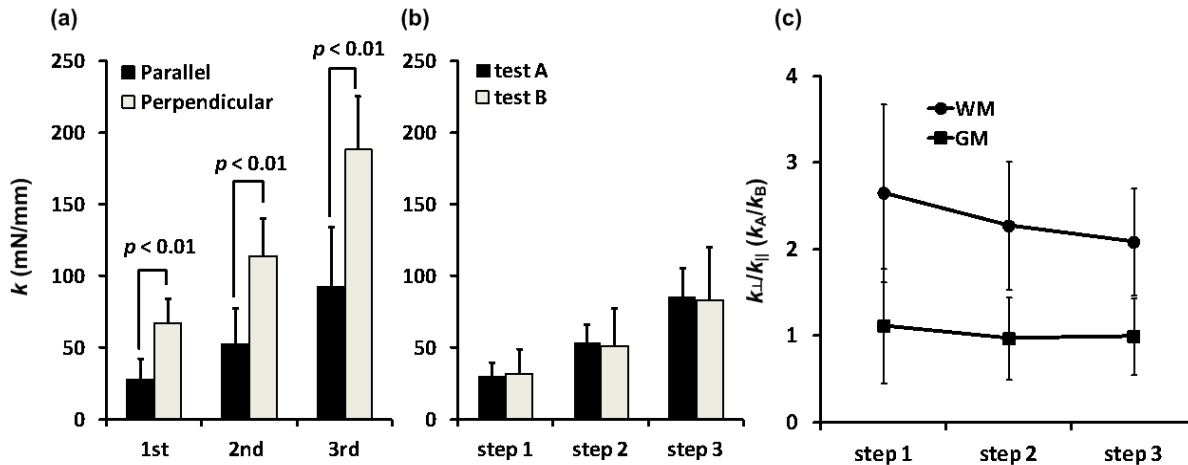 (a)
250
200
150
100
50
0
k (mN/mm)
Parallel
Perpendicular
p < 0.01
p < 0.01
p < 0.01
1st
2nd
3rd
(b)
250
200
150
100
50
0
test A
test B
step 1
step 2
step 3
(c)
4
3
2
1
0
k⊥/k|| (kA/kB)
WM
GM
step 1
step 2
step 3